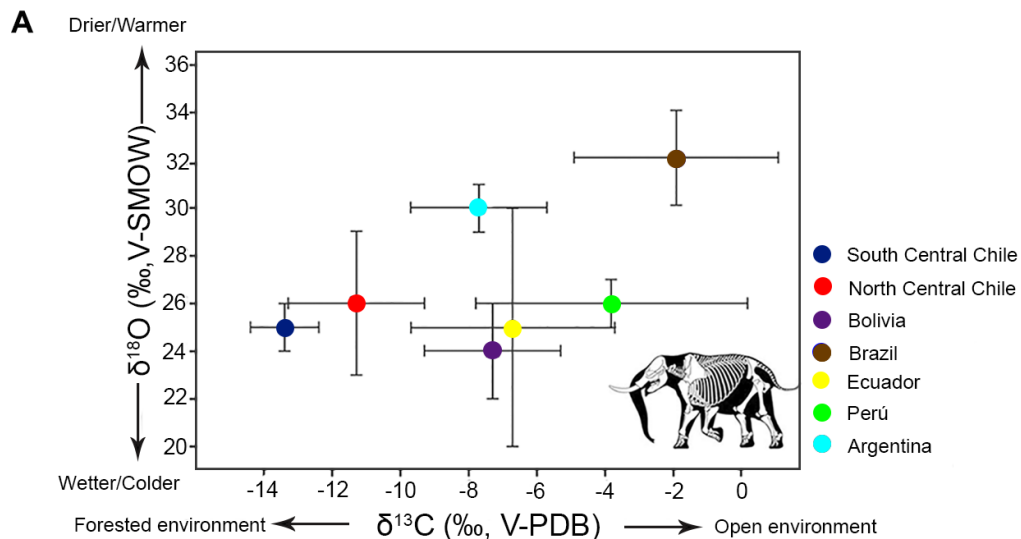 A
Drier/Warmer
δ18O (‰, V-SMOW)
36
34
32
30
28
26
24
22
20
Wetter/Colder
-14 -12 -10 -8 -6 -4 -2 0
Forested environment
δ13C (‰, V-PDB)
Open environment
South Central Chile
North Central Chile
Bolivia
Brazil
Ecuador
Perú
Argentina